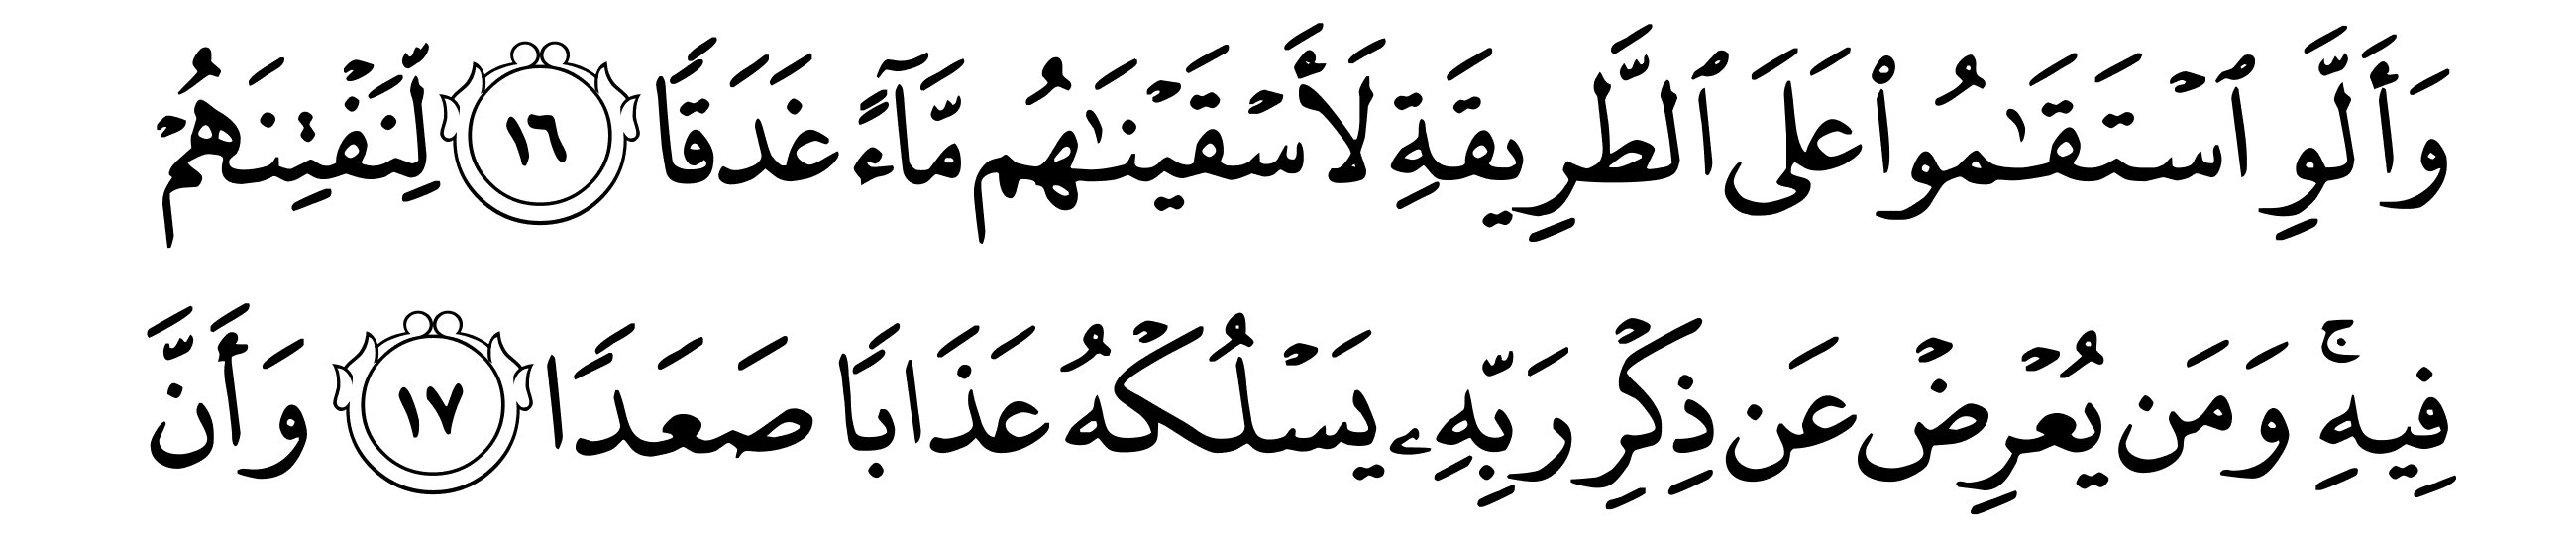 وَأَلَّوِ ٱسۡتَقَٰمُواْ عَلَى ٱلطَّرِيقَةِ لَأَسۡقَيۡنَٰهُم مَّآءً غَدَقٗا ١٦ لِّنَفۡتِنَهُمۡ
فِيهِۚ وَمَن يُعۡرِضۡ عَن ذِكۡرِ رَبِّهِۦ يَسۡلُكۡهُ عَذَابٗا صَعَدٗا ١٧ وَأَنَّ